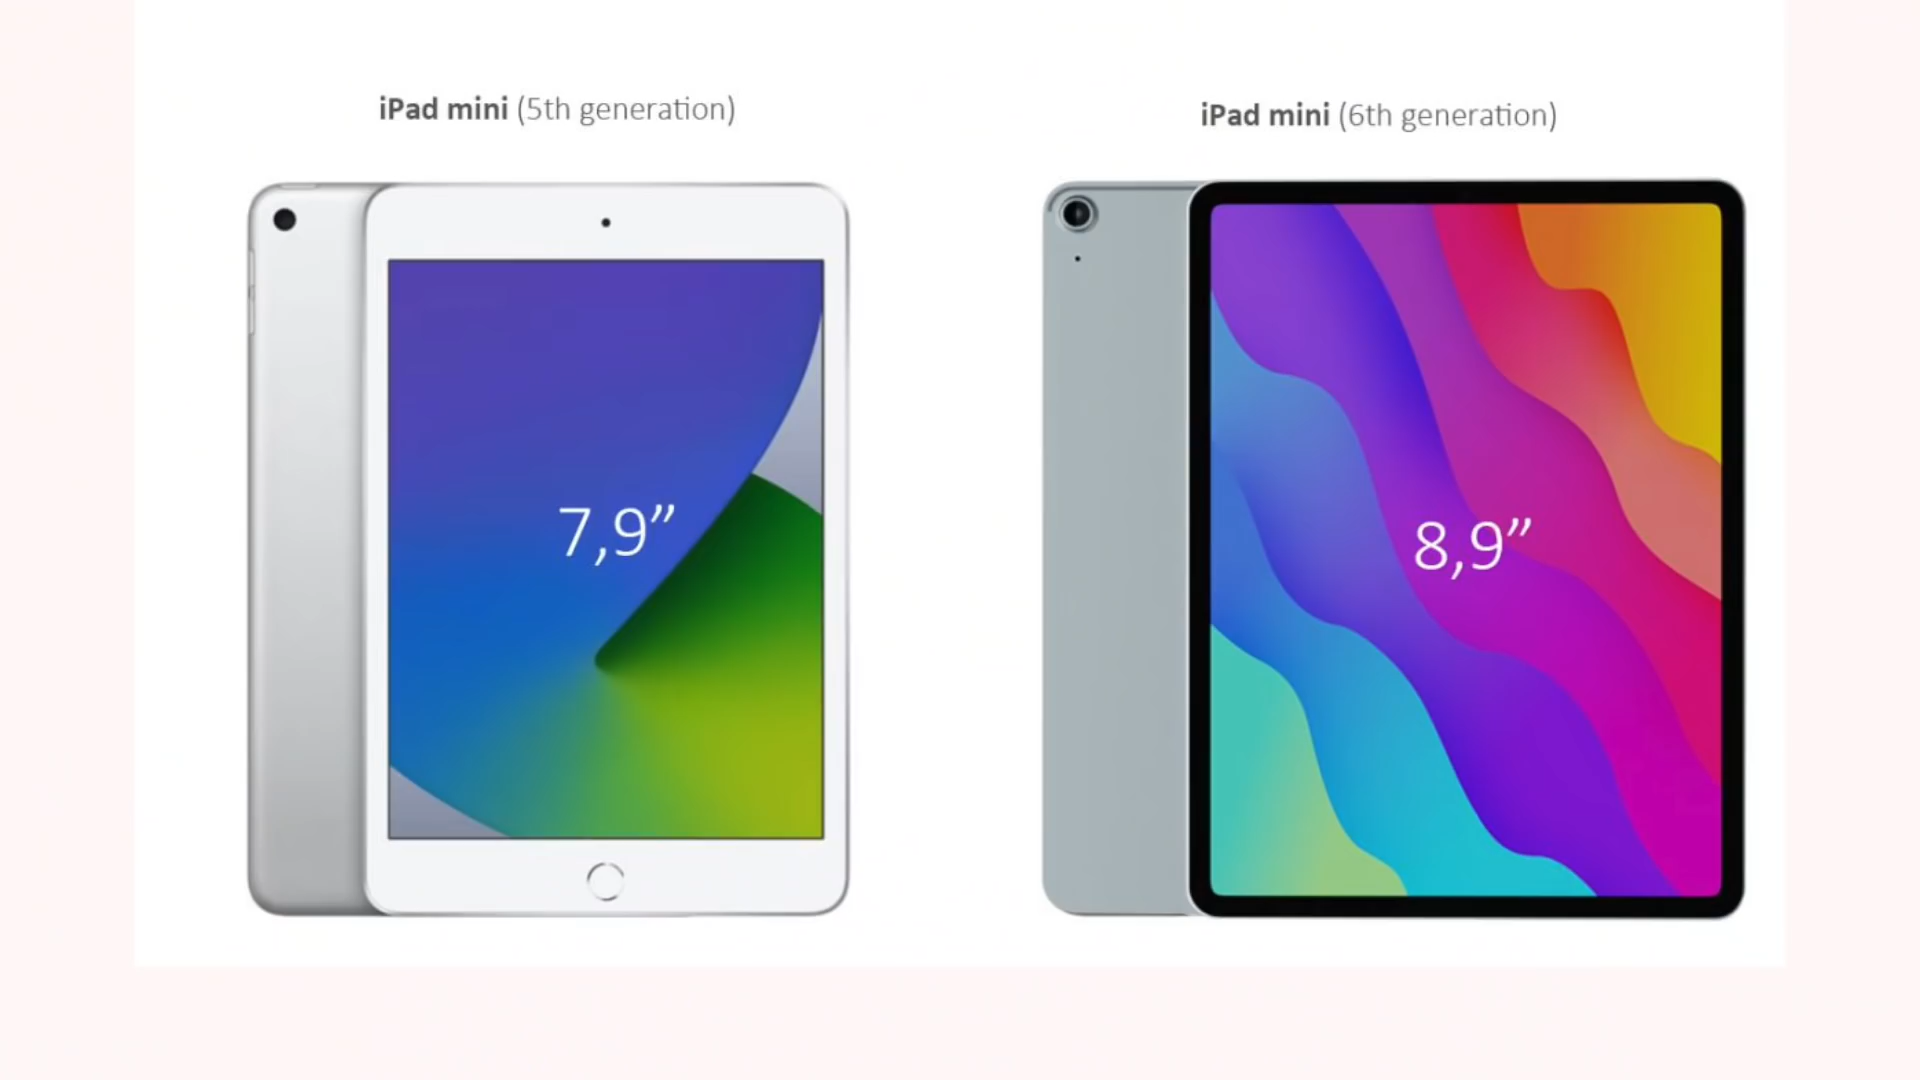 iPad mini (5th generation)
iPad mini (6th generation)
7,9”
8,9”